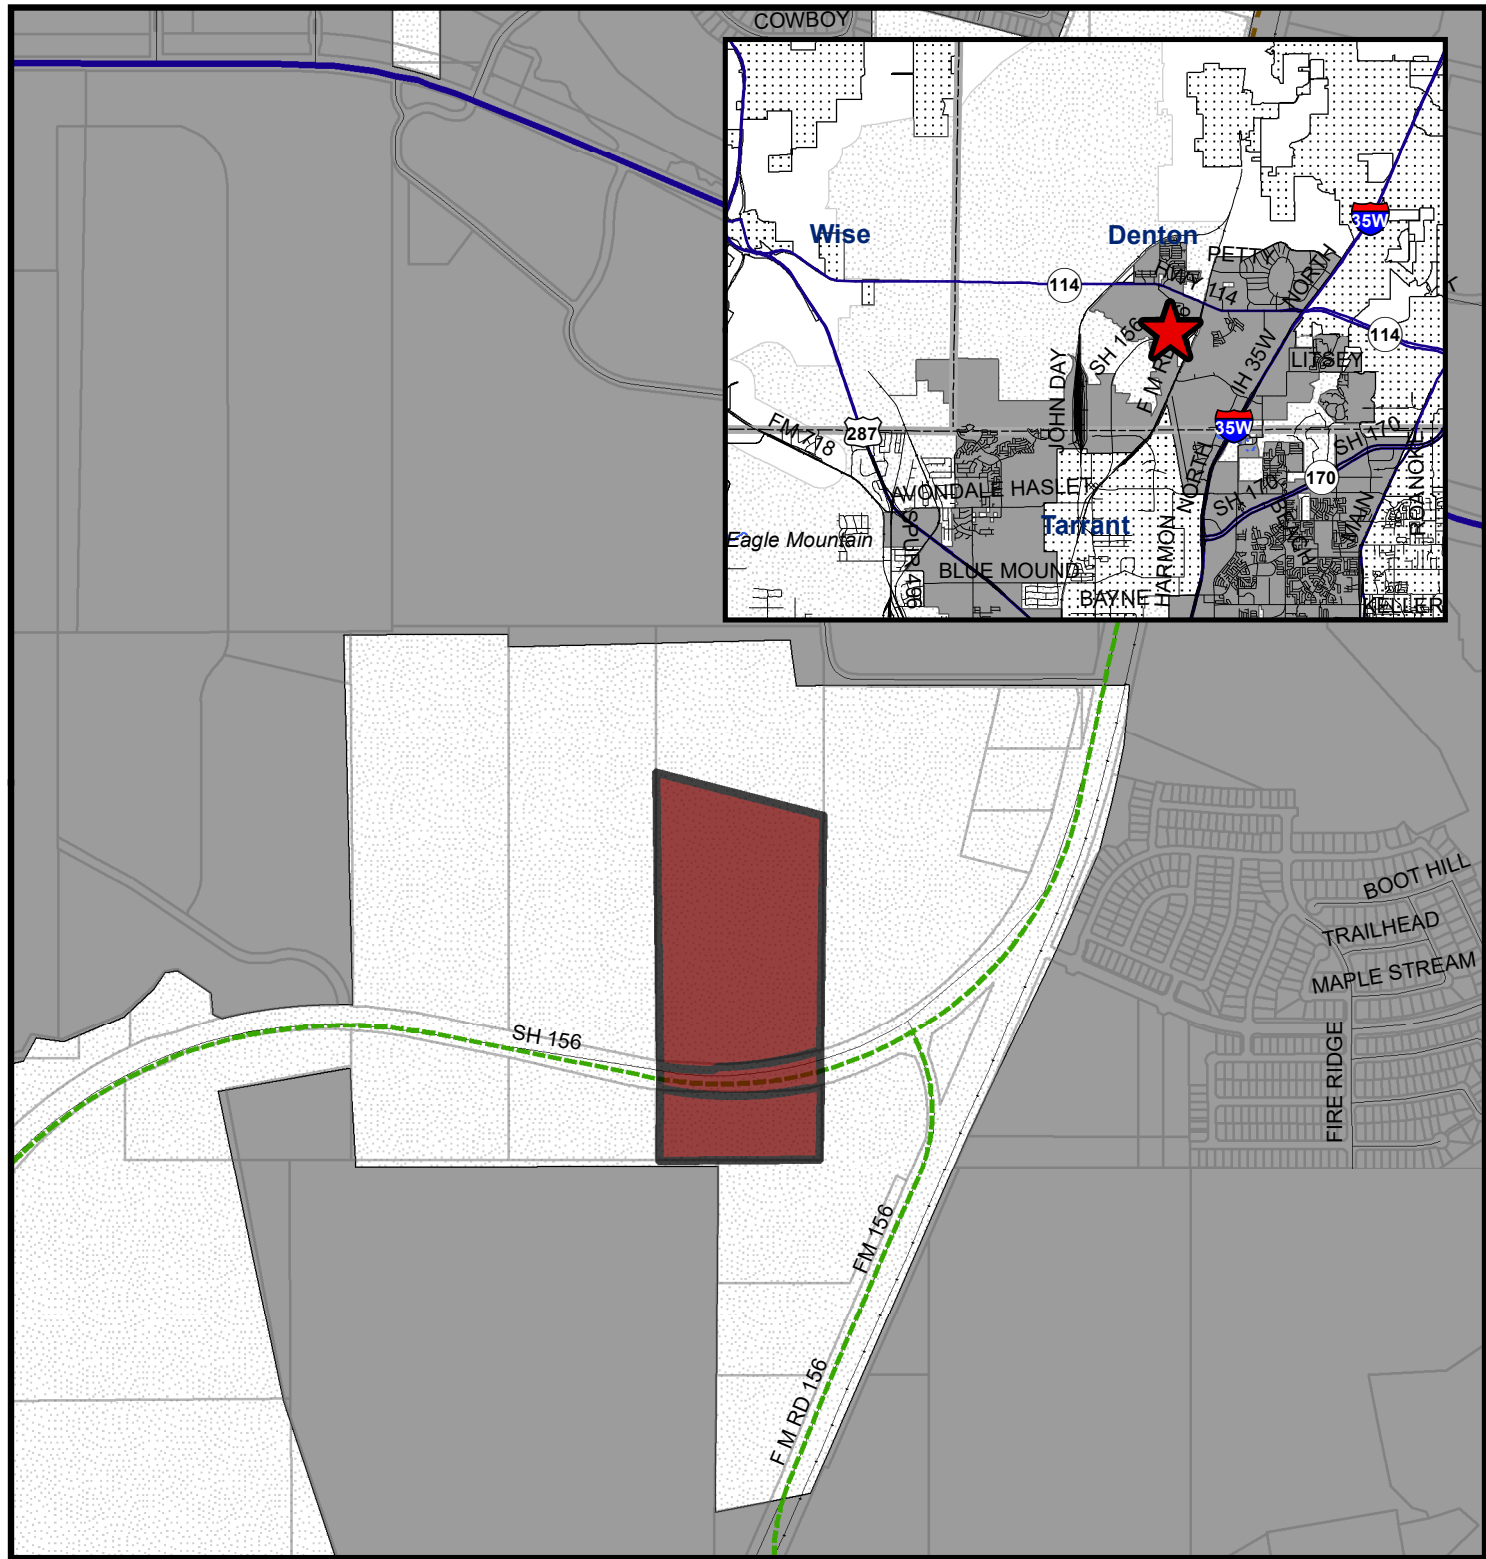 COWBOY
Wise
Denton
PETTY
NORTH
35W
HWY 114
114
114
SH 156
F M RD 156
JOHN DAY
IH 35W
LITSEY
35W
FM 718
287
SH 170
SH 170
170
ROANOKE
AVONDALE HASLET
NORTH
BEACH
MAIN
Tarrant
Eagle Mountain
SPUR 496
BLUE MOUND
HARMON
BAYNE
KELLER
BOOT HILL
TRAILHEAD
MAPLE STREAM
FIRE RIDGE
SH 156
FM 156
F M RD 156